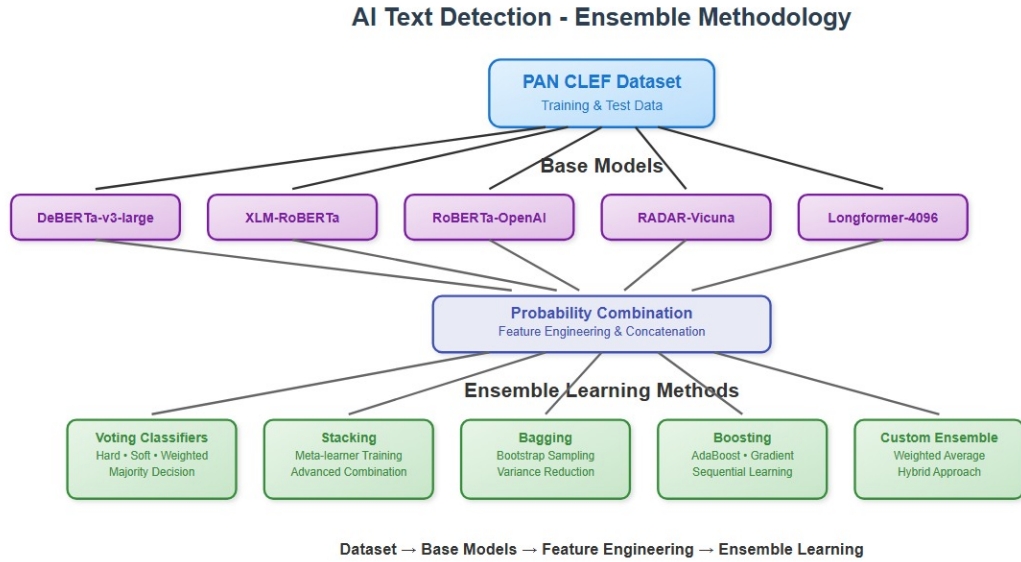 AI Text Detection - Ensemble Methodology
PAN CLEF Dataset
Training & Test Data
Base Models
DeBERTa-v3-large
XLM-RoBERTa
RoBERTa-OpenAI
RADAR-Vicuna
Longformer-4096
Probability Combination
Feature Engineering & Concatenation
Ensemble Learning Methods
Voting Classifiers
Hard • Soft • Weighted
Majority Decision
Stacking
Meta-learner Training
Advanced Combination
Bagging
Bootstrap Sampling
Variance Reduction
Boosting
AdaBoost • Gradient
Sequential Learning
Custom Ensemble
Weighted Average
Hybrid Approach
Dataset → Base Models → Feature Engineering → Ensemble Learning